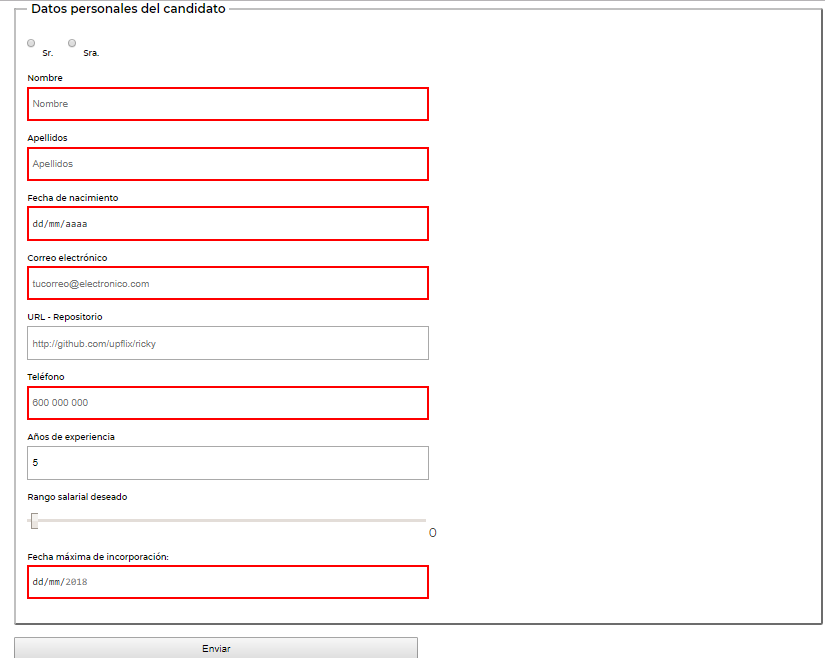 Datos personales del candidato
Sr. Sra.
Nombre
Nombre
Apellidos
Apellidos
Fecha de nacimiento
dd/mm/aaaa
Correo electrónico
tucorreo@electronico.com
URL - Repositorio
http://github.com/upflix/ricky
Teléfono
600 000 000
Años de experiencia
5
Rango salarial deseado
0
Fecha máxima de incorporación:
dd/mm/2018
Enviar